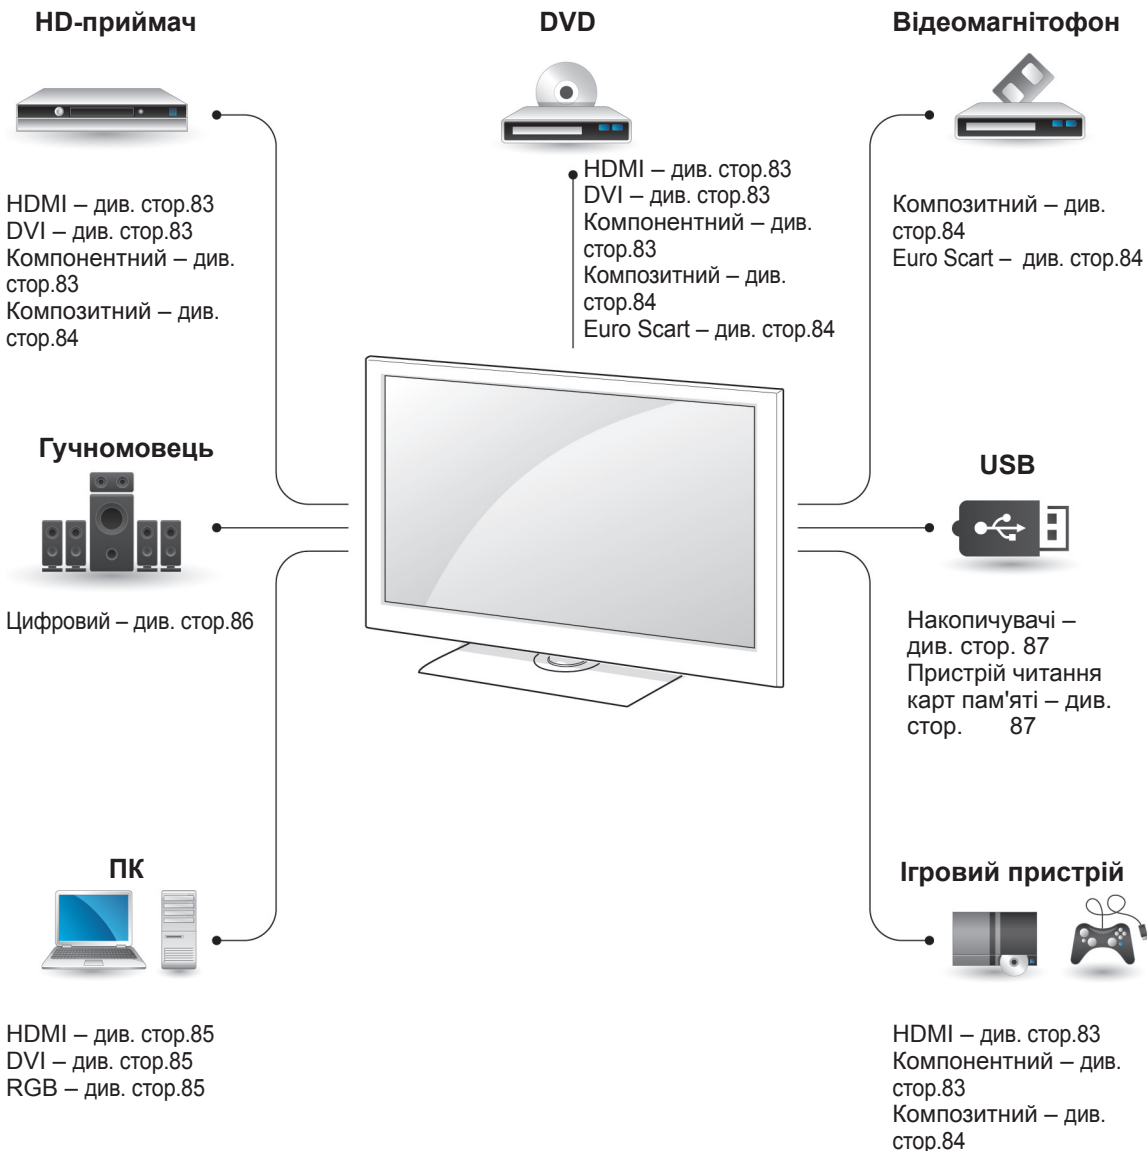 HD-приймач
HDMI – див. стор.83
DVI – див. стор.83
Компонентний – див.
стор.83
Композитний – див.
стор.84
DVD
HDMI – див. стор.83
DVI – див. стор.83
Компонентний – див.
стор.83
Композитний – див.
стор.84
Euro Scart – див. стор.84
Відеомагнітофон
Композитний – див.
стор.84
Euro Scart – див. стор.84
Гучномовець
Цифровий – див. стор.86
USB
Накопичувачі –
див. стор. 87
Пристрій читання
карт пам'яті – див.
стор. 87
ПК
HDMI – див. стор.85
DVI – див. стор.85
RGB – див. стор.85
Ігровий пристрій
HDMI – див. стор.83
Компонентний – див.
стор.83
Композитний – див.
стор.84